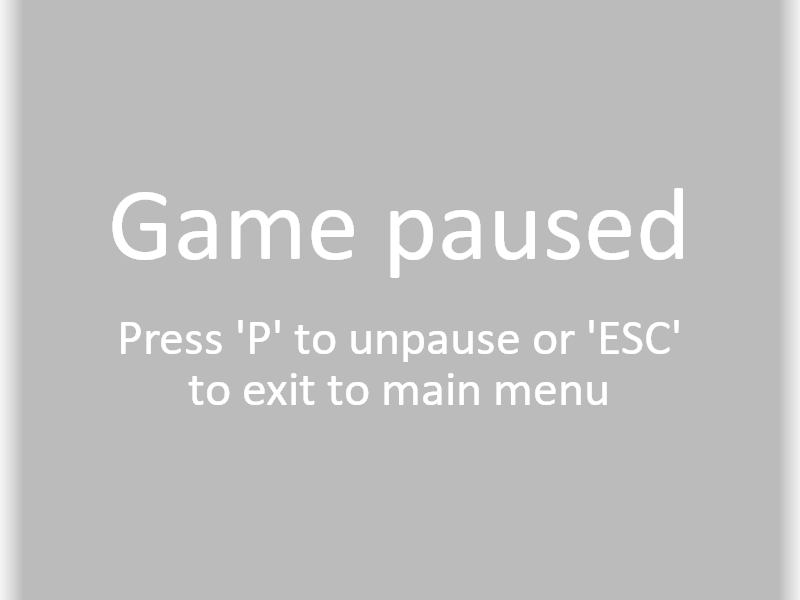 Game paused
Press 'P' to unpause or 'ESC'
to exit to main menu